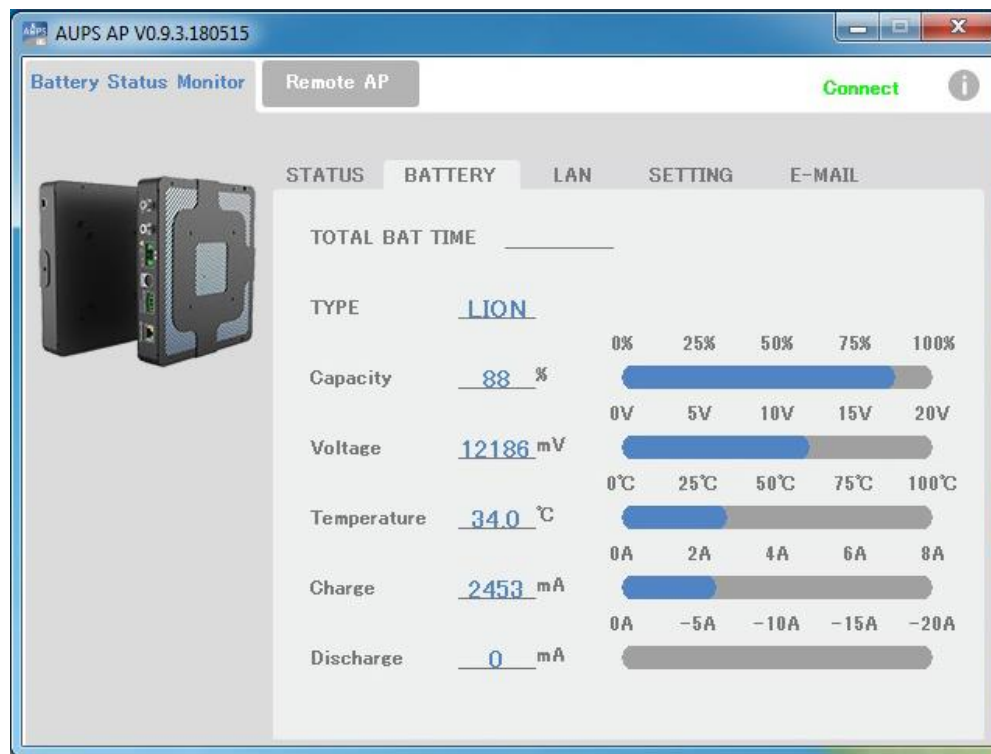 AUPS AP V0.9.3.180515
Battery Status Monitor Remote AP Connect
STATUS BATTERY LAN SETTING E-MAIL
TOTAL BAT TIME
TYPE LION
0% 25% 50% 75% 100%
Capacity 88 %
0V 5V 10V 15V 20V
Voltage 12186 mV
0℃ 25℃ 50℃ 75℃ 100℃
Temperature 34.0 ℃
0A 2A 4A 6A 8A
Charge 2453 mA
0A -5A -10A -15A -20A
Discharge 0 mA